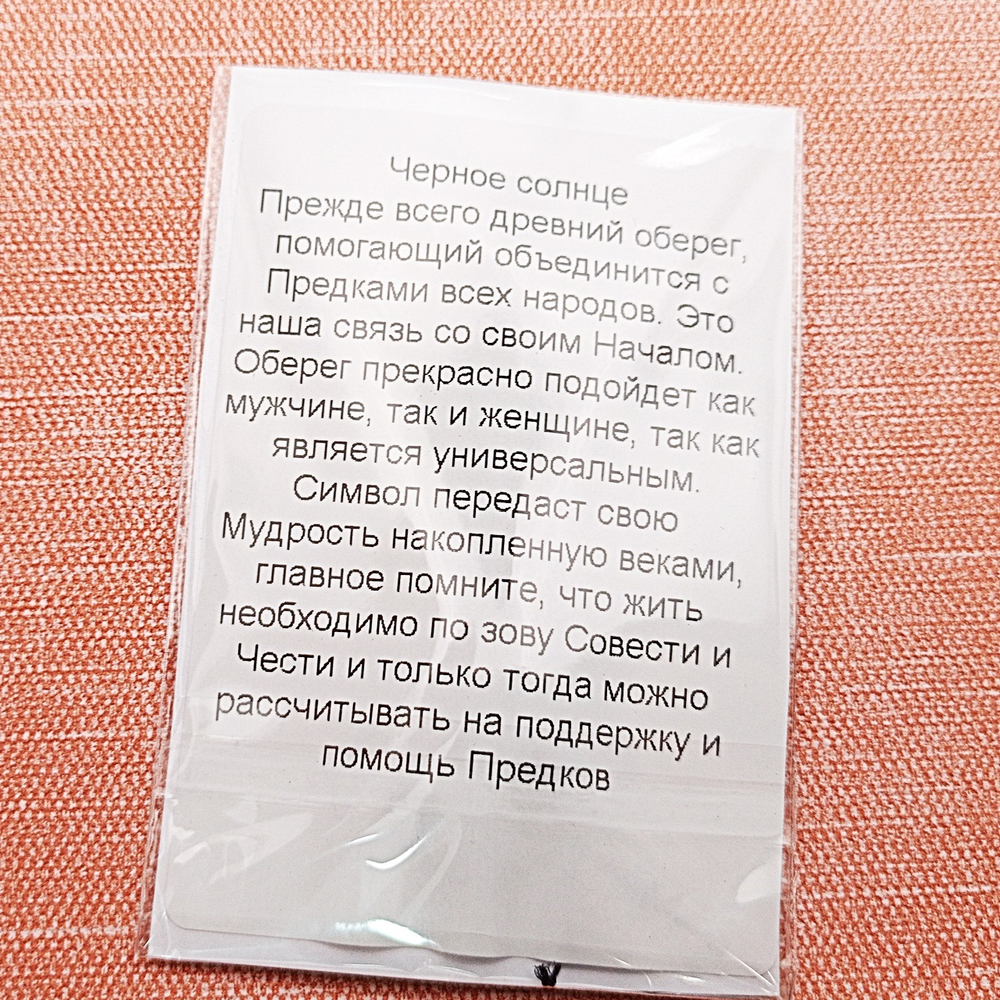 Черное солнце
Прежде всего древний оберег,
помогающий объединится с
Предками всех народов. Это
наша связь со своим Началом.
Оберег прекрасно подойдет как
мужчине, так и женщине, так как
является универсальным.
Символ передаст свою
Мудрость накопленную веками,
главное помните, что жить
необходимо по зову Совести и
Чести и только тогда можно
рассчитывать на поддержку и
помощь Предков